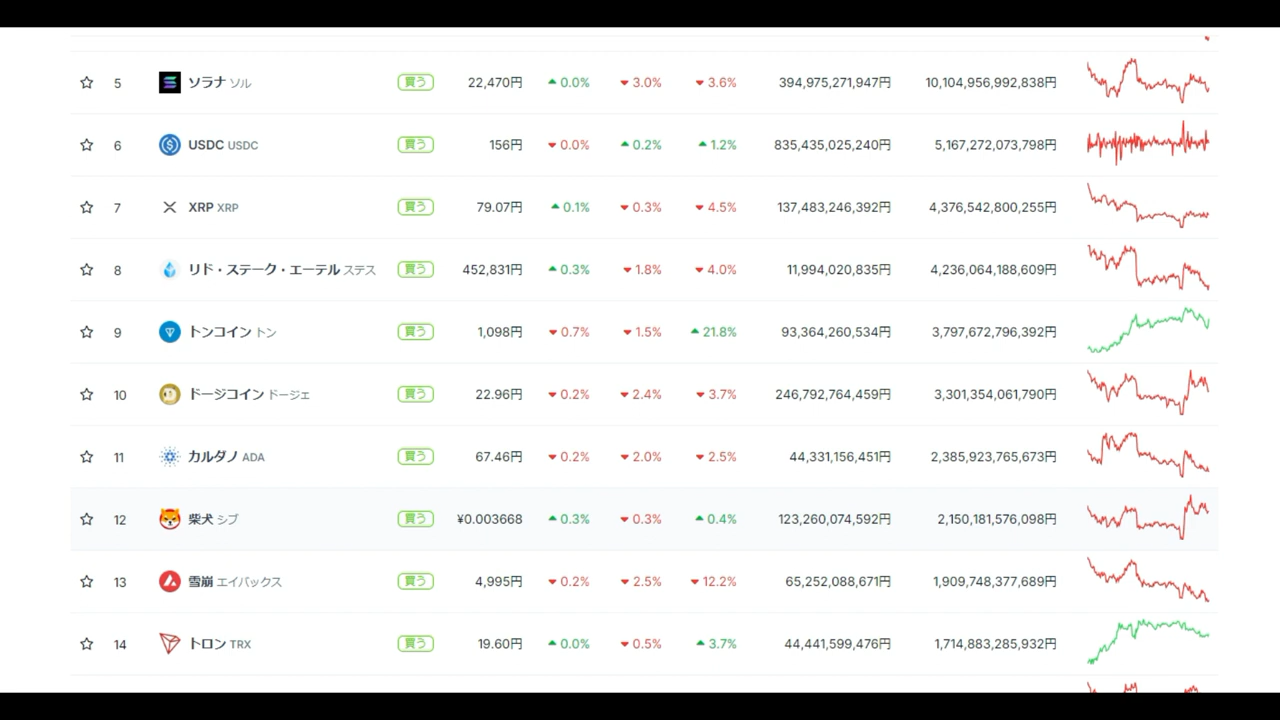 5 ソラナ ソル 買う 22,470円 0.0% 3.0% 3.6% 394,975,271,947円 10,104,956,992,838円
6 USDC USDC 買う 156円 0.0% 0.2% 1.2% 835,435,025,240円 5,167,272,073,798円
7 XRP XRP 買う 79.07円 0.1% 0.3% 4.5% 137,483,246,392円 4,376,542,800,255円
8 リド・ステーク・エーテル ステス 買う 452,831円 0.3% 1.8% 4.0% 11,994,020,835円 4,236,064,188,609円
9 トンコイン トン 買う 1,098円 0.7% 1.5% 21.8% 93,364,260,534円 3,797,672,796,392円
10 ドージコイン ドージェ 買う 22.96円 0.2% 2.4% 3.7% 246,792,764,459円 3,301,354,061,790円
11 カルダノ ADA 買う 67.46円 0.2% 2.0% 2.5% 44,331,156,451円 2,385,923,765,673円
12 柴犬 シブ 買う ¥0.003668 0.3% 0.3% 0.4% 123,260,074,592円 2,150,181,576,098円
13 雪崩 エイバックス 買う 4,995円 0.2% 2.5% 12.2% 65,252,088,671円 1,909,748,377,689円
14 トロン TRX 買う 19.60円 0.0% 0.5% 3.7% 44,441,599,476円 1,714,883,285,932円